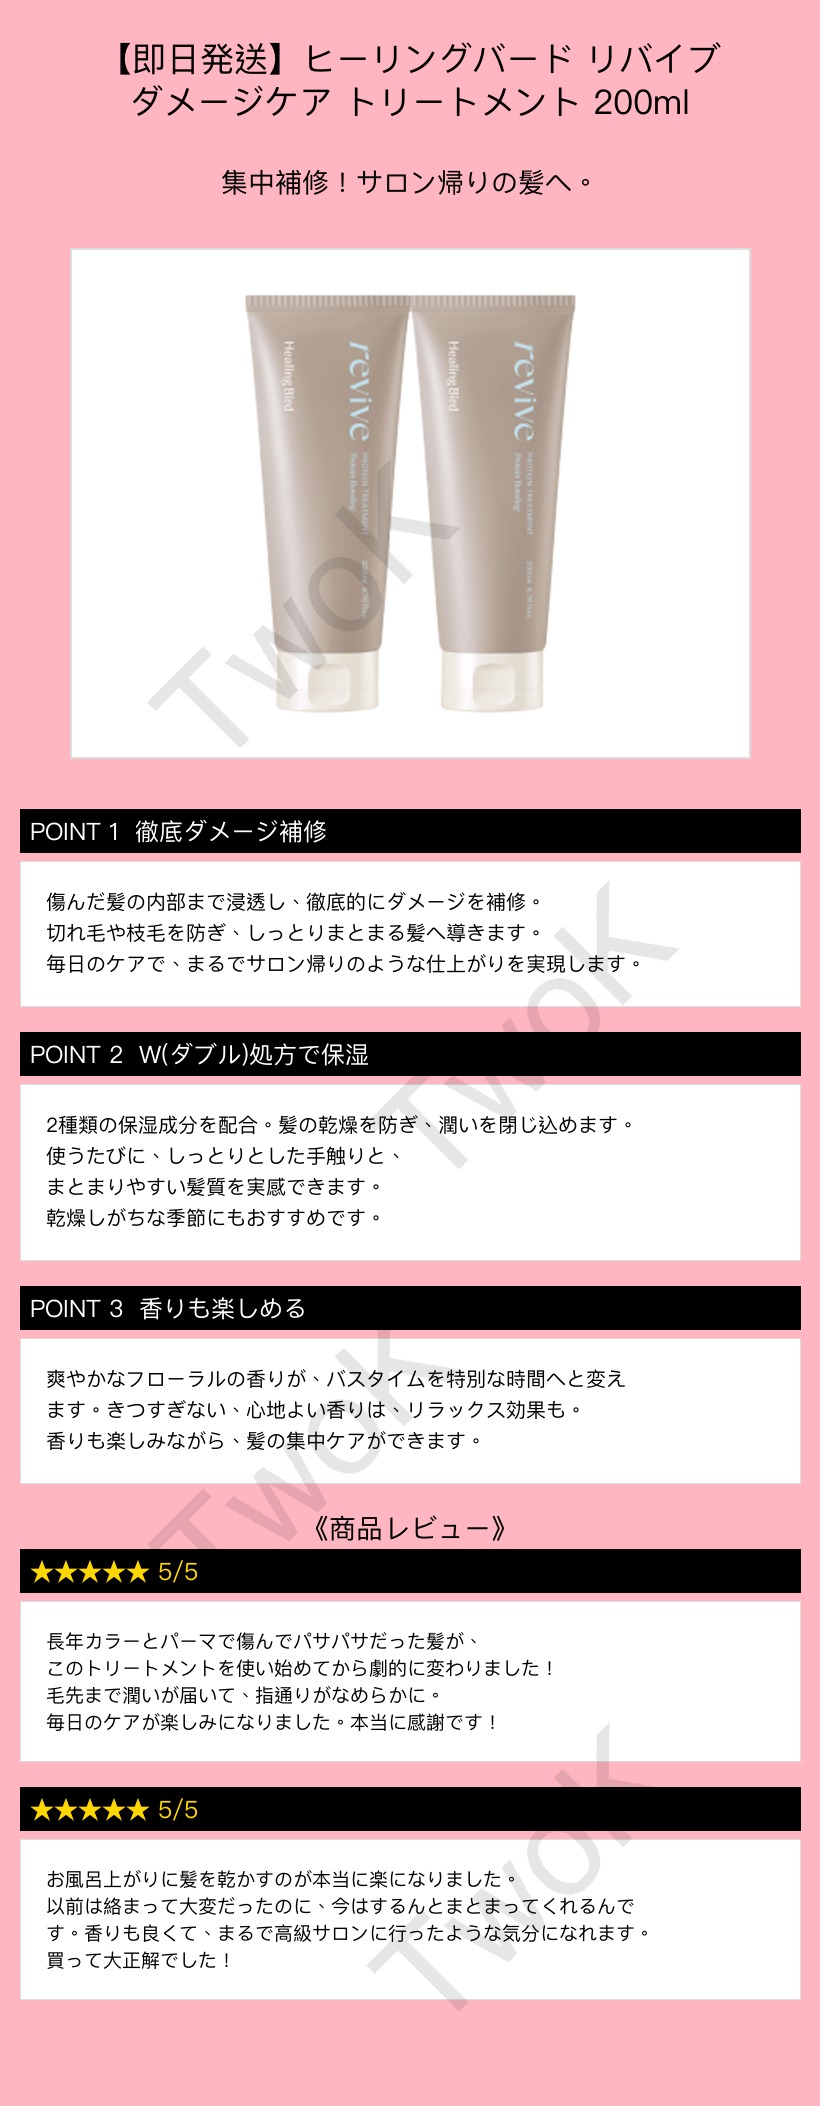 【即日発送】ヒーリングバード リバイブ
ダメージケア トリートメント 200ml
集中補修！サロン帰りの髪へ。
revive
Healing Bird
PROTEIN TREATMENT
revive
Healing Bird
PROTEIN TREATMENT
TwoK
POINT 1 徹底ダメージ補修
傷んだ髪の内部まで浸透し、徹底的にダメージを補修。
切れ毛や枝毛を防ぎ、しっとりまとまる髪へ導きます。
毎日のケアで、まるでサロン帰りのような仕上がりを実現します。
TwoK
POINT 2 W(ダブル)処方で保湿
2種類の保湿成分を配合。髪の乾燥を防ぎ、潤いを閉じ込めます。
使うたびに、しっとりとした手触りと、
まとまりやすい髪質を実感できます。
乾燥しがちな季節にもおすすめです。
POINT 3 香りも楽しめる
爽やかなフローラルの香りが、バスタイムを特別な時間へと変え
ます。きつすぎない、心地よい香りは、リラックス効果も。
香りも楽しみながら、髪の集中ケアができます。
TwoK
《商品レビュー》
★★★★★ 5/5
長年カラーとパーマで傷んでパサパサだった髪が、
このトリートメントを使い始めてから劇的に変わりました！
毛先まで潤いが届いて、指通りがなめらかに。
毎日のケアが楽しみになりました。本当に感謝です！
★★★★★ 5/5
お風呂上がりに髪を乾かすのが本当に楽になりました。
以前は絡まって大変だったのに、今はするんとまとまってくれるんで
す。香りも良くて、まるで高級サロンに行ったような気分になれます。
買って大正解でした！
TwoK